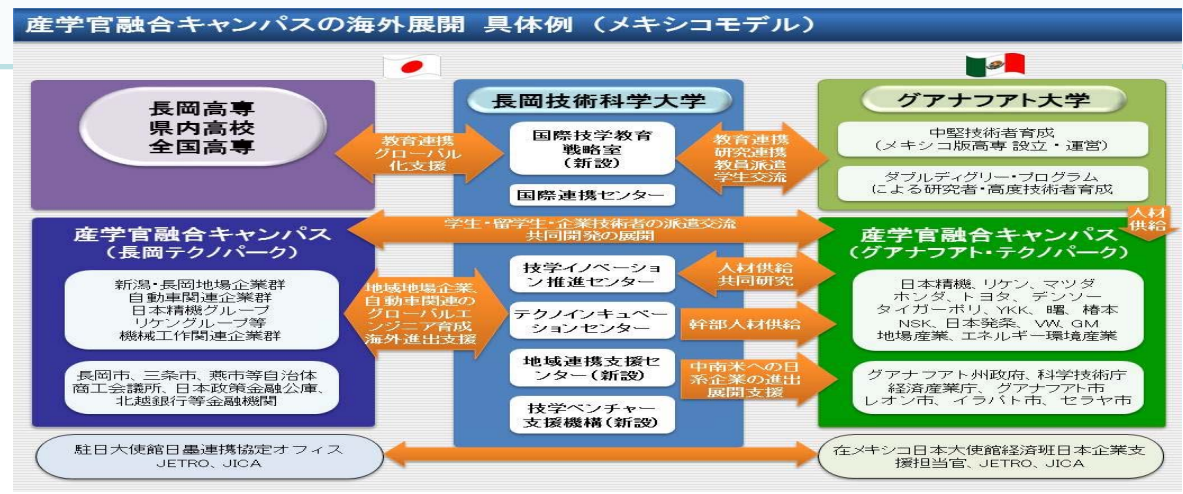 産学官融合キャンパスの海外展開 具体例 (メキシコモデル)
長岡高専
県内高校
全国高専
教育連携
グローバル
化支援
長岡技術科学大学
国際技学教育
戦略室
(新設)
国際連携センター
教育連携
研究連携
教員派遣
学生交流
グアナフアト大学
中堅技術者育成
(メキシコ版高専 設立・運営)
ダブルディグリー・プログラム
による研究者・高度技術者育成
人材
供給
学生・留学生・企業技術者の派遣交流
共同開発の展開
産学官融合キャンパス
(長岡テクノパーク)
新潟・長岡地場企業群
自動車関連企業群
日本精機グループ
リケングループ等
機械工作関連企業群
長岡市、三条市、燕市等自治体
商工会議所、日本政策金融公庫、
北越銀行等金融機関
地域地場企業、
自動車関連の
グローバルエ
ンジニア育成
海外進出支援
技学イノベーショ
ン推進センター
テクノインキュベー
ションセンター
地域連携支援セ
ンター(新設)
技学ベンチャー
支援機構(新設)
人材供給
共同研究
幹部人材供給
中南米への日
系企業の進出
展開支援
産学官融合キャンパス
(グアナフアト・テクノパーク)
日本精機、リケン、マツダ
ホンダ、トヨタ、デンソー
タイガーポリ、YKK、曙、椿本
NSK、日本発条、VW、GM
地場産業、エネルギー環境産業
グアナフアト州政府、科学技術庁
経済産業庁、グアナフアト市
レオン市、イラパト市、セラヤ市
駐日大使館日墨連携協定オフィス
JETRO、JICA
在メキシコ日本大使館経済班日本企業支
援担当官、JETRO、JICA